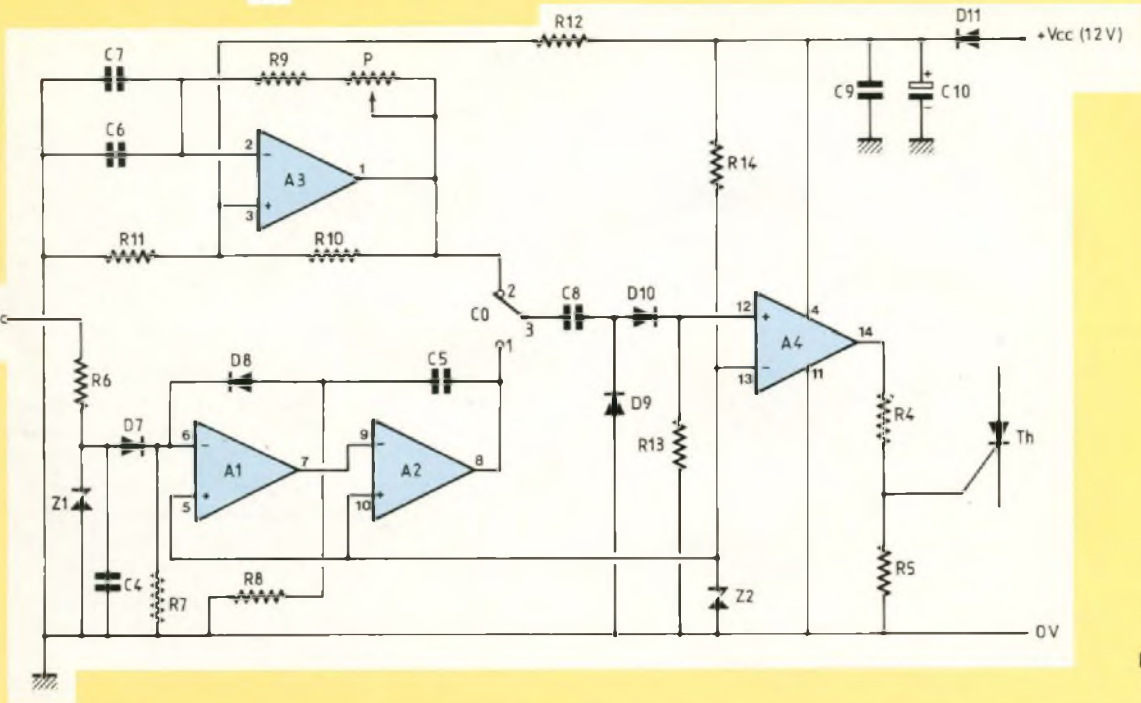 R12
D11
+Vcc (12 V)
C7
R9
P
C9
+
C10
−
C6
2
−
A3
1
+
3
R14
R11
R10
2
C0
3
1
C8
D10
12
+
A4
4
14
13
−
11
c
R6
D8
C5
D9
R13
R4
Th
D7
6
−
A1
7
9
−
A2
8
5
+
10
+
Z1
C4
R7
R8
Z2
R5
0V